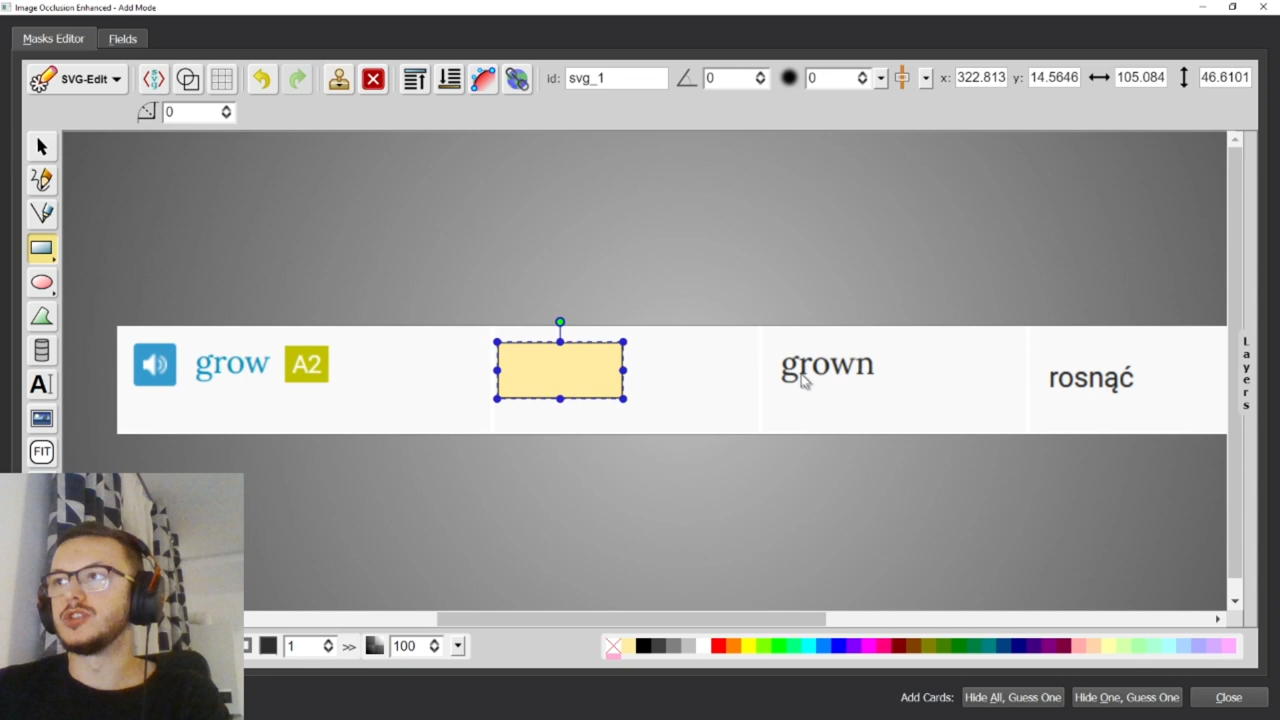 Image Occlusion Enhanced - Add Mode
Masks Editor Fields
SVG-Edit id: svg_1 0 0 x: 322.813 y: 14.5646 105.084 46.6101
0
grow A2 grown rosnąć
Layers
FIT
1 100
Add Cards: Hide All, Guess One Hide One, Guess One Close